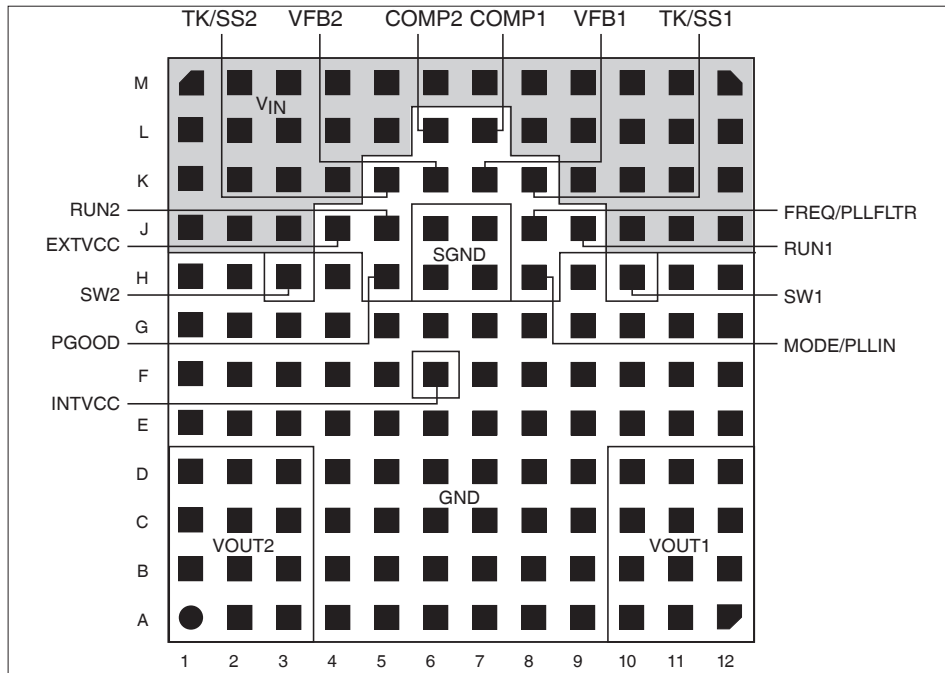 TK/SS2 VFB2 COMP2 COMP1 VFB1 TK/SS1
M
VIN
L
K
RUN2
J
FREQ/PLLFLTR
EXTVCC
SGND
RUN1
H
SW2
SW1
G
PGOOD
MODE/PLLIN
F
INTVCC
E
D
GND
C
VOUT2
VOUT1
B
A
1 2 3 4 5 6 7 8 9 10 11 12